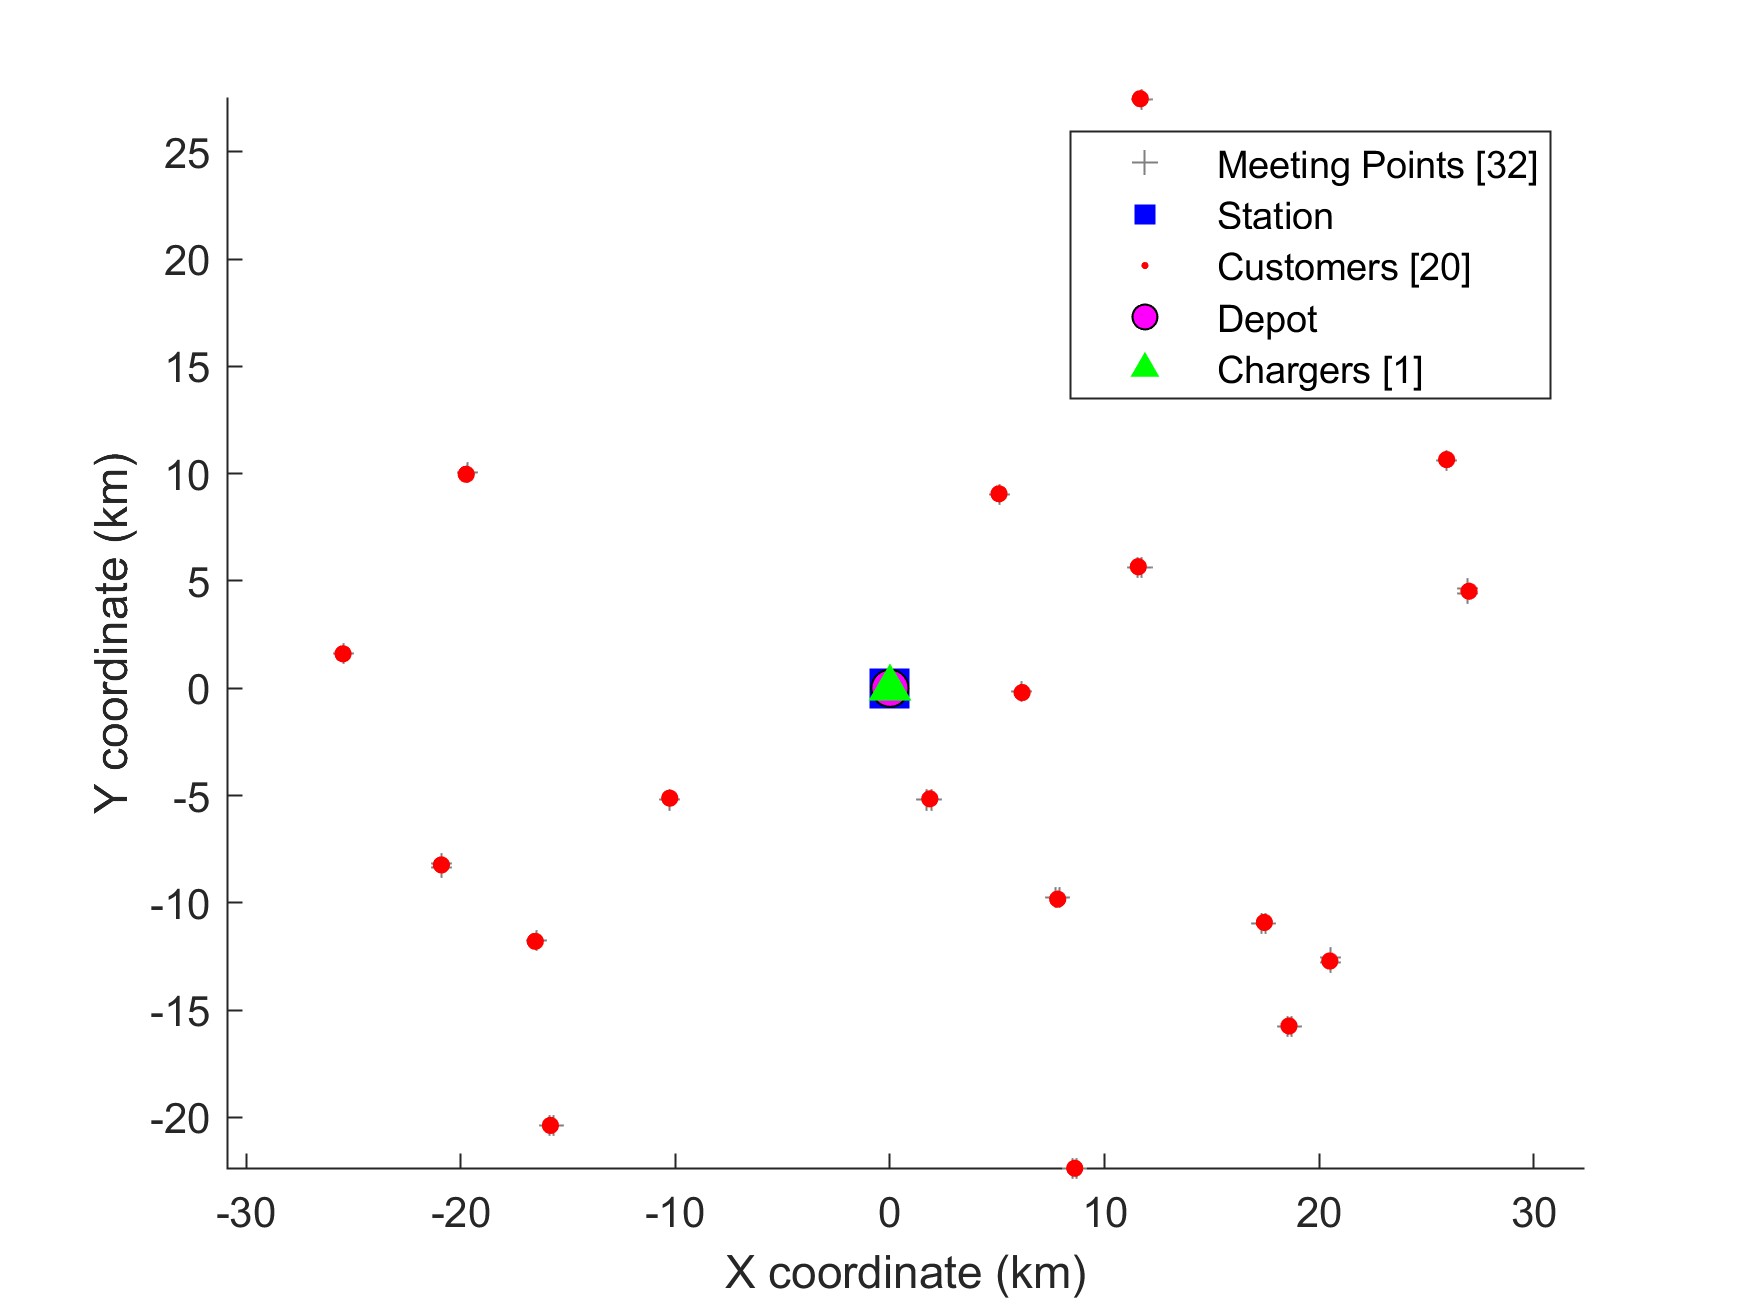 Meeting Points [32]
Station
Customers [20]
Depot
Chargers [1]
25
20
15
10
5
0
-5
-10
-15
-20
Y coordinate (km)
-30 -20 -10 0 10 20 30
X coordinate (km)